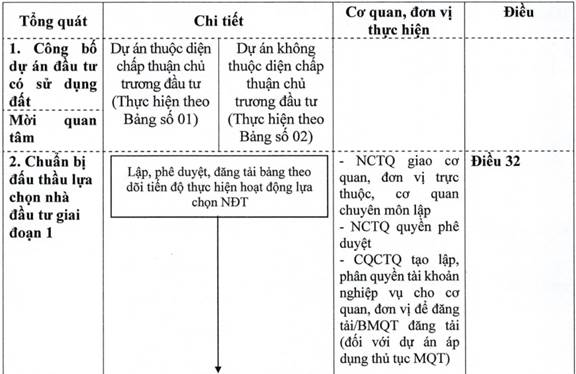 Tổng quát
Chi tiết
Cơ quan, đơn vị
thực hiện
Điều
1. Công bố
dự án đầu tư
có sử dụng
đất
Mời quan
tâm
Dự án thuộc diện
chấp thuận chủ
trương đầu tư
(Thực hiện theo
Bảng số 01)
Dự án không
thuộc diện chấp
thuận chủ
trương đầu tư
(Thực hiện theo
Bảng số 02)
2. Chuẩn bị
đấu thầu lựa
chọn nhà
đầu tư giai
đoạn 1
Lập, phê duyệt, đăng tải bảng theo
dõi tiến độ thực hiện hoạt động lựa
chọn NĐT
- NCTQ giao cơ
quan, đơn vị trực
thuộc, cơ quan
chuyên môn lập
- NCTQ quyền phê
duyệt
- CQCTQ tạo lập,
phân quyền tài khoản
nghiệp vụ cho cơ
quan, đơn vị để đăng
tải/BMQT đăng tải
(đối với dự án áp
dụng thủ tục MQT)
Điều 32